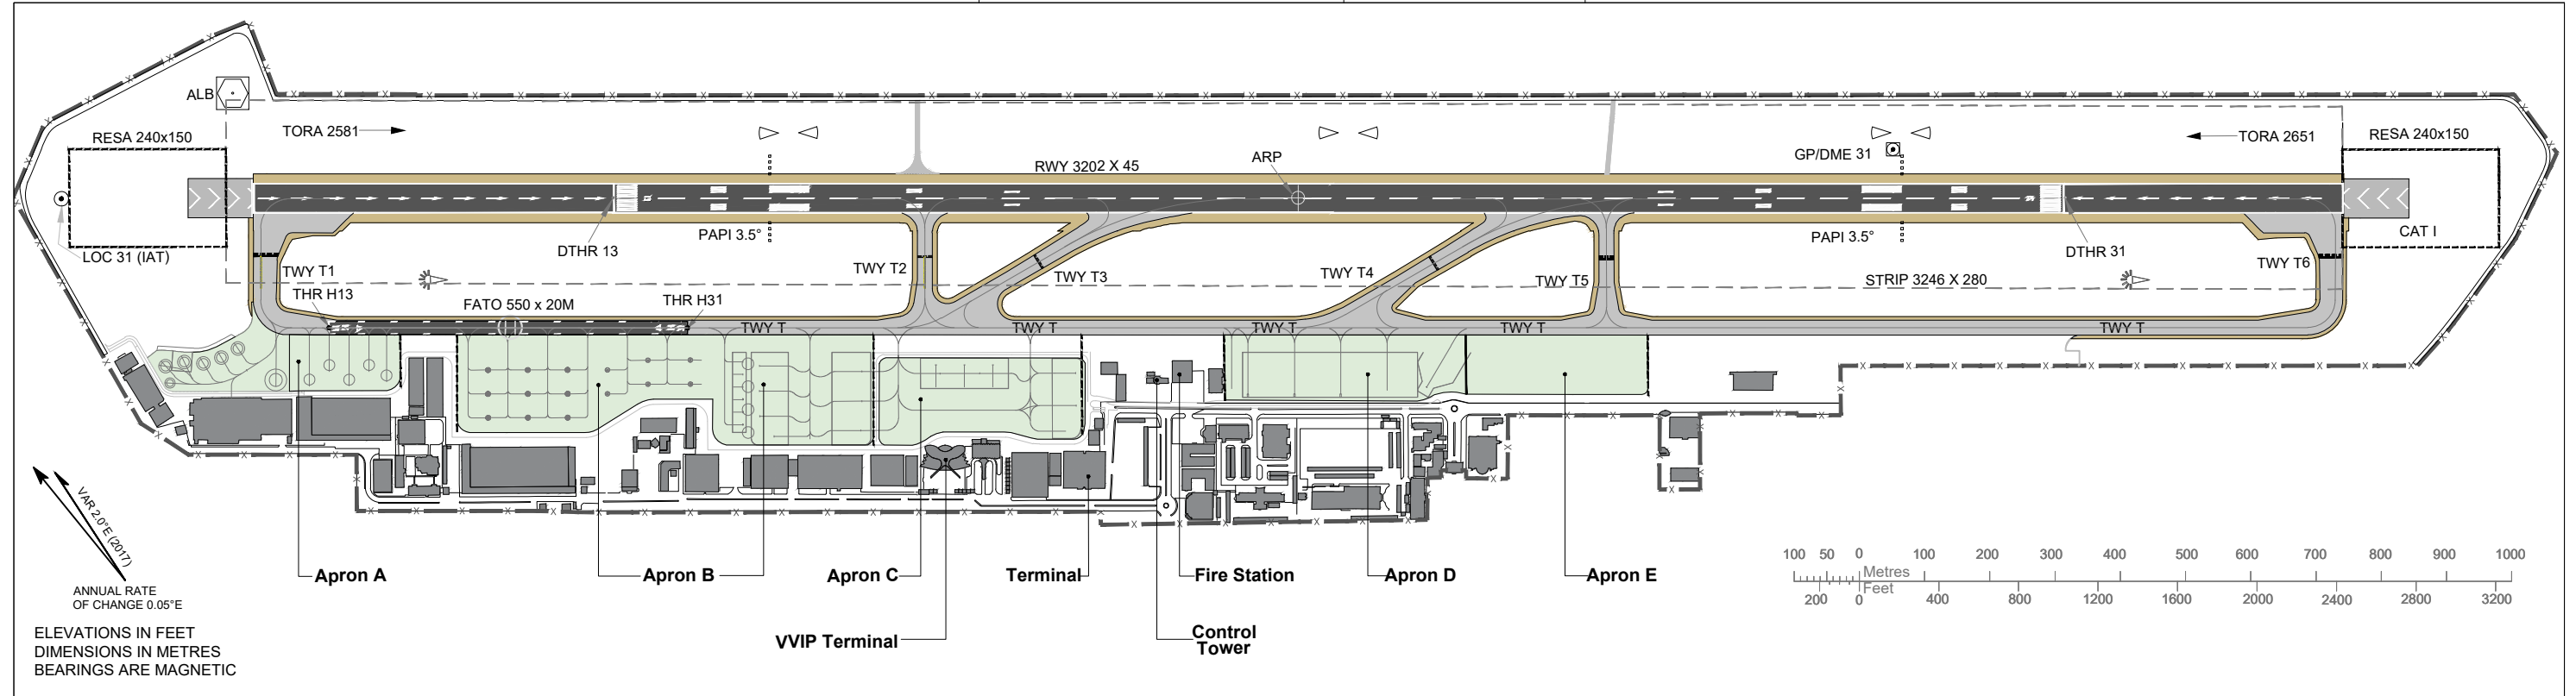 ALB
RESA 240x150
TORA 2581
RWY 3202 X 45
ARP
GP/DME 31
TORA 2651
RESA 240x150
LOC 31 (IAT)
DTHR 13
PAPI 3.5°
PAPI 3.5°
DTHR 31
CAT I
TWY T1
THR H13
FATO 550 x 20M
THR H31
TWY T2
TWY T3
TWY T4
TWY T5
STRIP 3246 X 280
TWY T6
TWY T
TWY T
TWY T
TWY T
TWY T
VAR 2.0°E (2017)
ANNUAL RATE
OF CHANGE 0.05°E
ELEVATIONS IN FEET
DIMENSIONS IN METRES
BEARINGS ARE MAGNETIC
Apron A
Apron B
Apron C
Terminal
Fire Station
Apron D
Apron E
VVIP Terminal
Control
Tower
100 50 0 100 200 300 400 500 600 700 800 900 1000
Metres
Feet
200 0 400 800 1200 1600 2000 2400 2800 3200